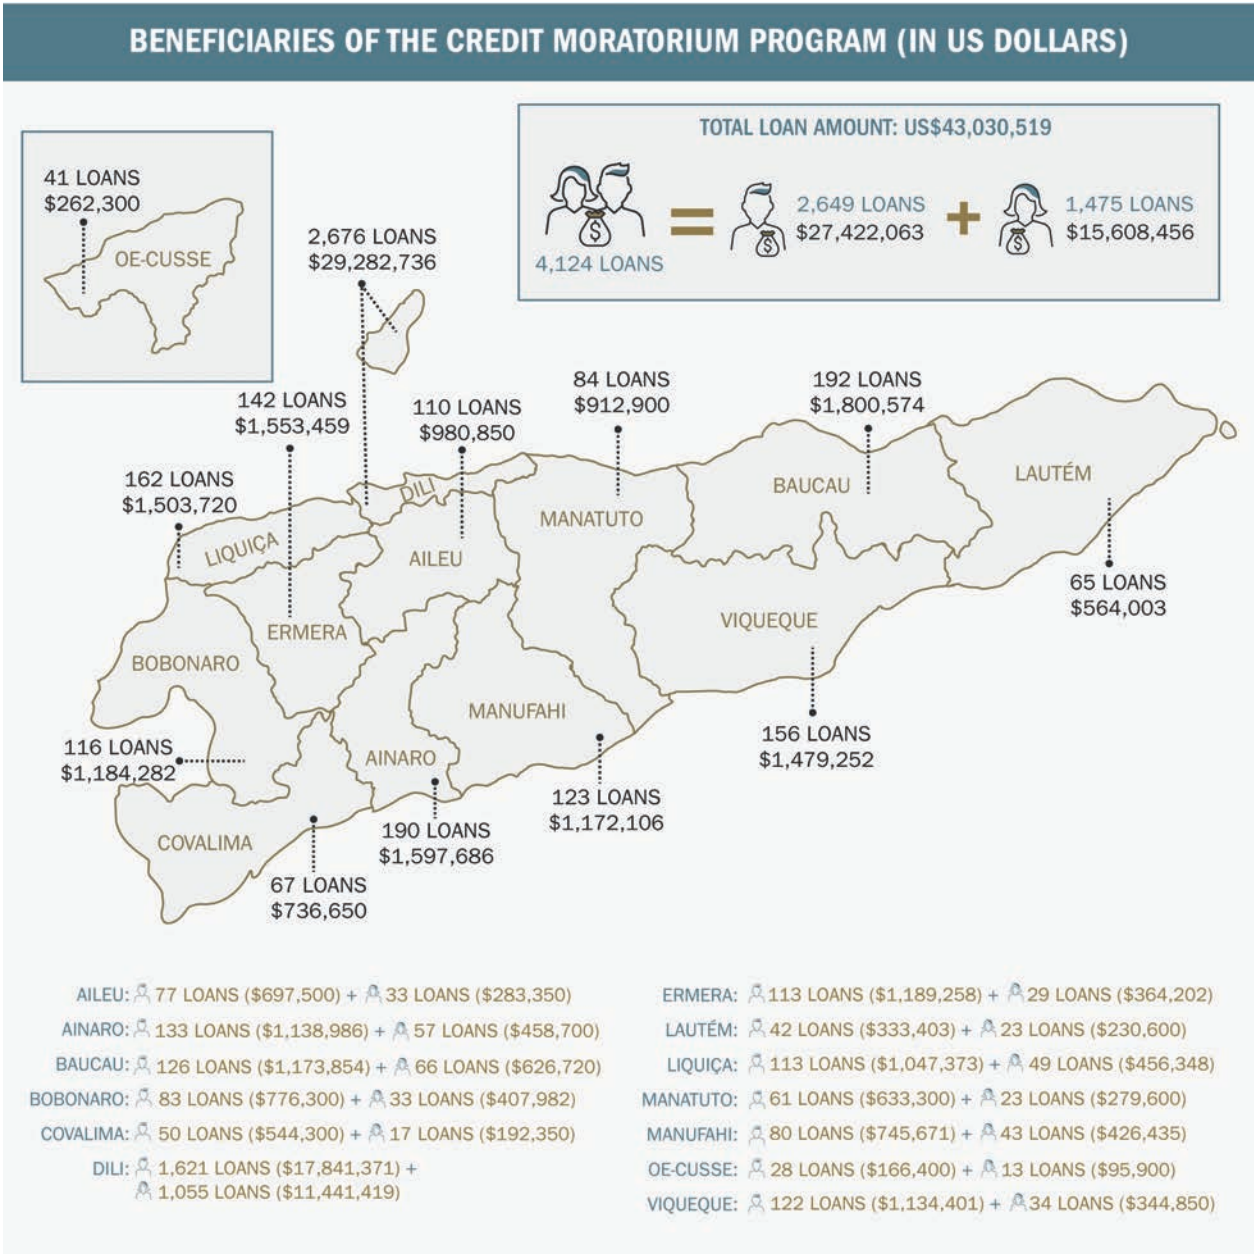 BENEFICIARIES OF THE CREDIT MORATORIUM PROGRAM (IN US DOLLARS)
TOTAL LOAN AMOUNT: US$43,030,519
4,124 LOANS
2,649 LOANS
$27,422,063
1,475 LOANS
$15,608,456
41 LOANS
$262,300
OE-CUSSE
2,676 LOANS
$29,282,736
142 LOANS
$1,553,459
110 LOANS
$980,850
84 LOANS
$912,900
192 LOANS
$1,800,574
162 LOANS
$1,503,720
LIQUIÇA
DILI
AILEU
MANATUTO
BAUCAU
LAUTÉM
65 LOANS
$564,003
ERMERA
VIQUEQUE
BOBONARO
MANUFAHI
AINARO
COVALIMA
116 LOANS
$1,184,282
156 LOANS
$1,479,252
123 LOANS
$1,172,106
190 LOANS
$1,597,686
67 LOANS
$736,650
AILEU: 77 LOANS ($697,500) + 33 LOANS ($283,350)
AINARO: 133 LOANS ($1,138,986) + 57 LOANS ($458,700)
BAUCAU: 126 LOANS ($1,173,854) + 66 LOANS ($626,720)
BOBONARO: 83 LOANS ($776,300) + 33 LOANS ($407,982)
COVALIMA: 50 LOANS ($544,300) + 17 LOANS ($192,350)
DILI: 1,621 LOANS ($17,841,371) +
1,055 LOANS ($11,441,419)
ERMERA: 113 LOANS ($1,189,258) + 29 LOANS ($364,202)
LAUTÉM: 42 LOANS ($333,403) + 23 LOANS ($230,600)
LIQUIÇA: 113 LOANS ($1,047,373) + 49 LOANS ($456,348)
MANATUTO: 61 LOANS ($633,300) + 23 LOANS ($279,600)
MANUFAHI: 80 LOANS ($745,671) + 43 LOANS ($426,435)
OE-CUSSE: 28 LOANS ($166,400) + 13 LOANS ($95,900)
VIQUEQUE: 122 LOANS ($1,134,401) + 34 LOANS ($344,850)